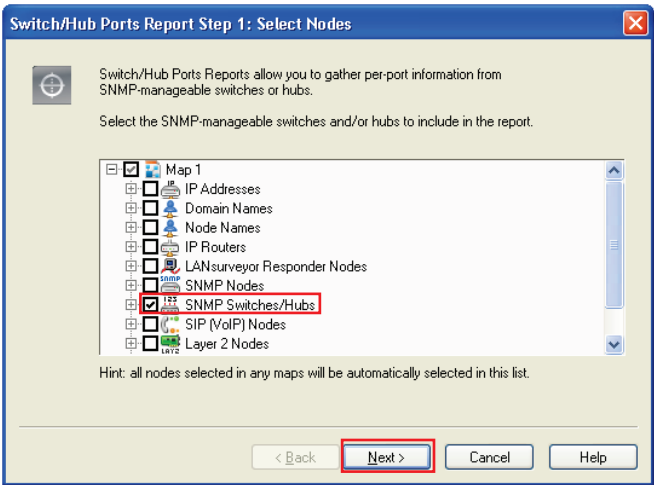 Switch/Hub Ports Report Step 1: Select Nodes
Switch/Hub Ports Reports allow you to gather per-port information from
SNMP-manageable switches or hubs.
Select the SNMP-manageable switches and/or hubs to include in the report.
Map 1
IP
IP Addresses
Domain Names
Node Names
IP Routers
LANsurveyor Responder Nodes
SNMP
SNMP Nodes
123
SNMP Switches/Hubs
SIP (VoIP) Nodes
LAY2
Layer 2 Nodes
Hint: all nodes selected in any maps will be automatically selected in this list.
< Back
Next >
Cancel
Help